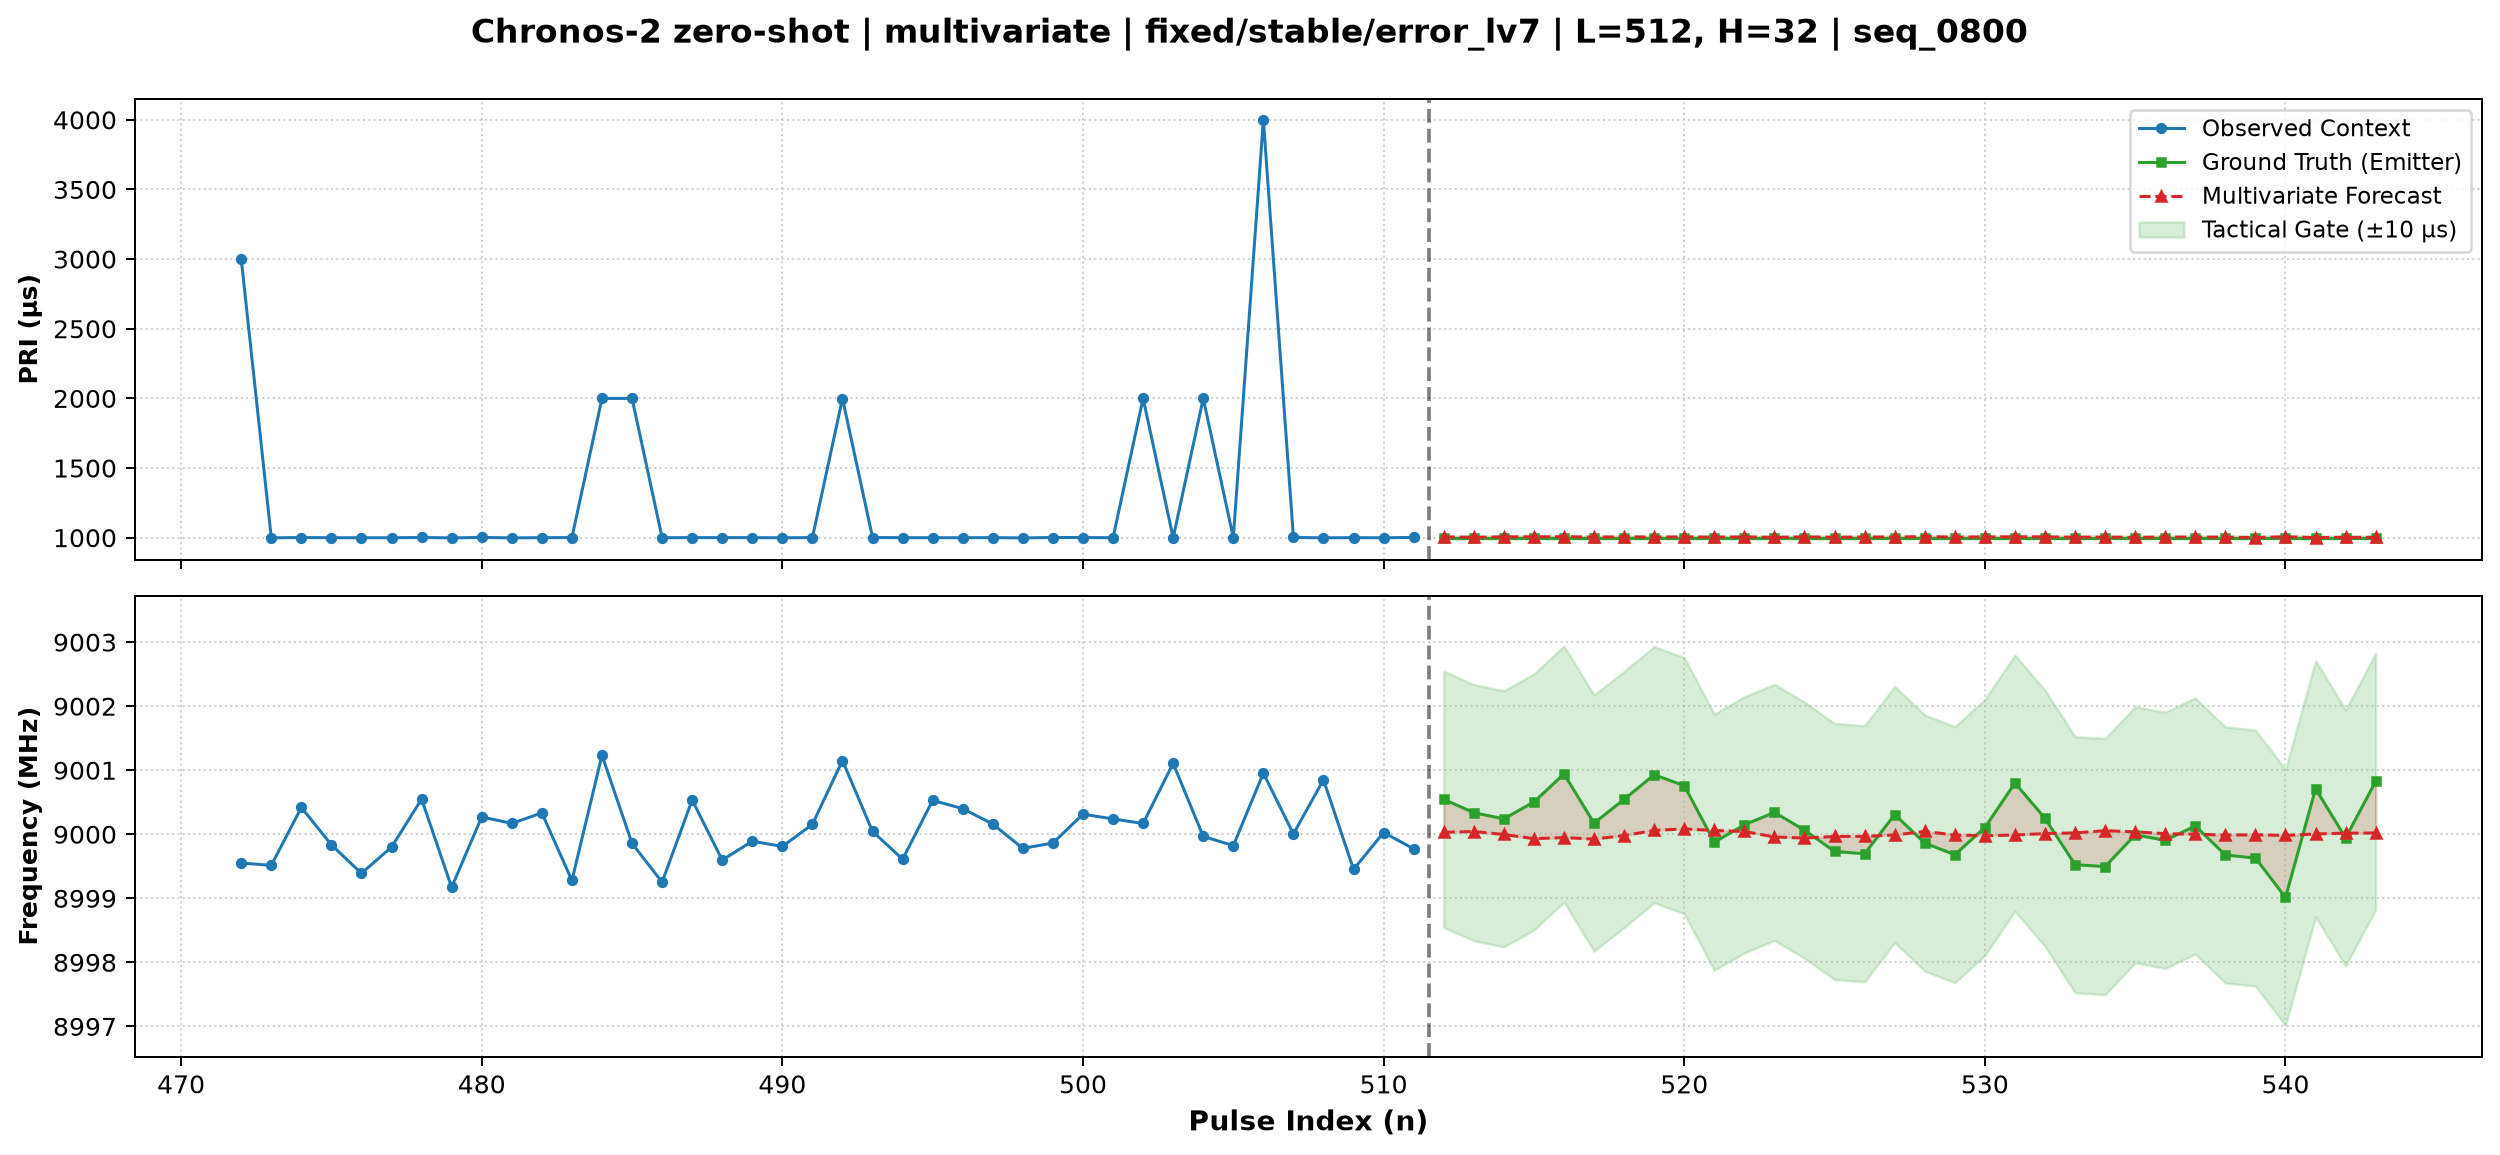 Chronos-2 zero-shot | multivariate | fixed/stable/error_lv7 | L=512, H=32 | seq_0800
PRI (µs)
4000
3500
3000
2500
2000
1500
1000
Observed Context
Ground Truth (Emitter)
Multivariate Forecast
Tactical Gate (±10 µs)
Frequency (MHz)
9003
9002
9001
9000
8999
8998
8997
470 480 490 500 510 520 530 540
Pulse Index (n)